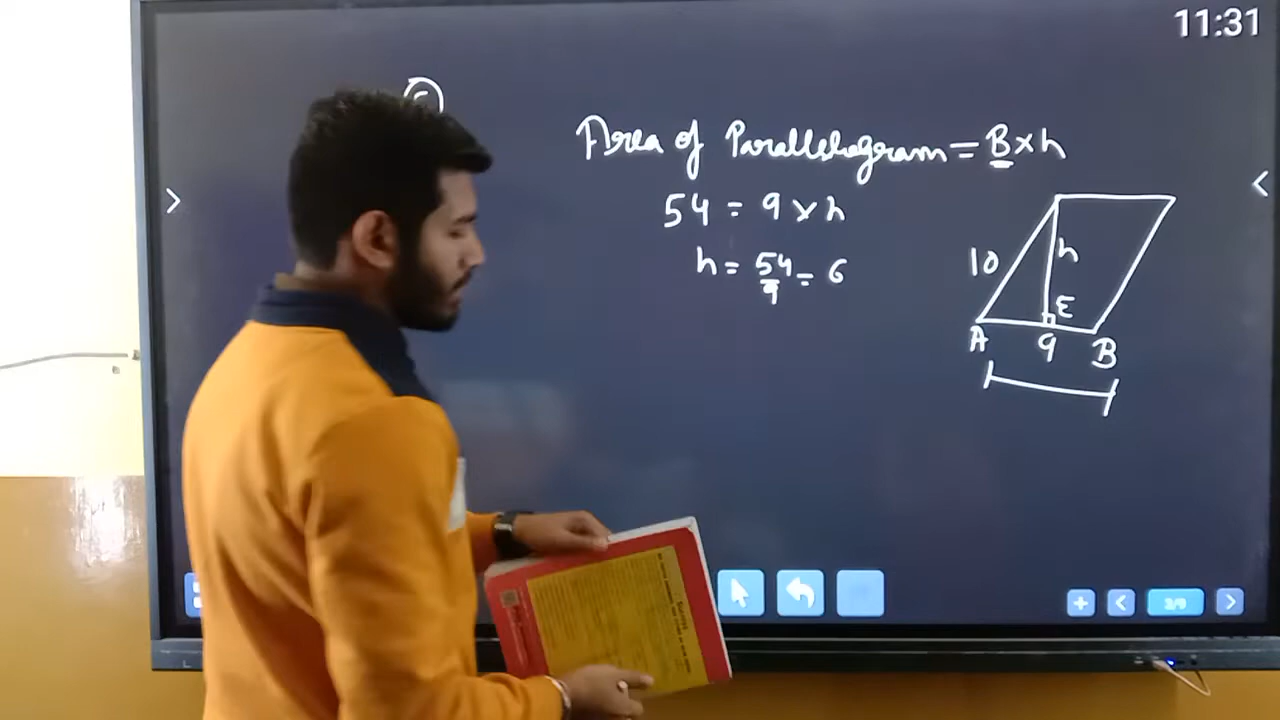 11:31
Area of Parallelogram = B × h
54 = 9 × h
h = 54/9 = 6
10
h
E
A 9 B